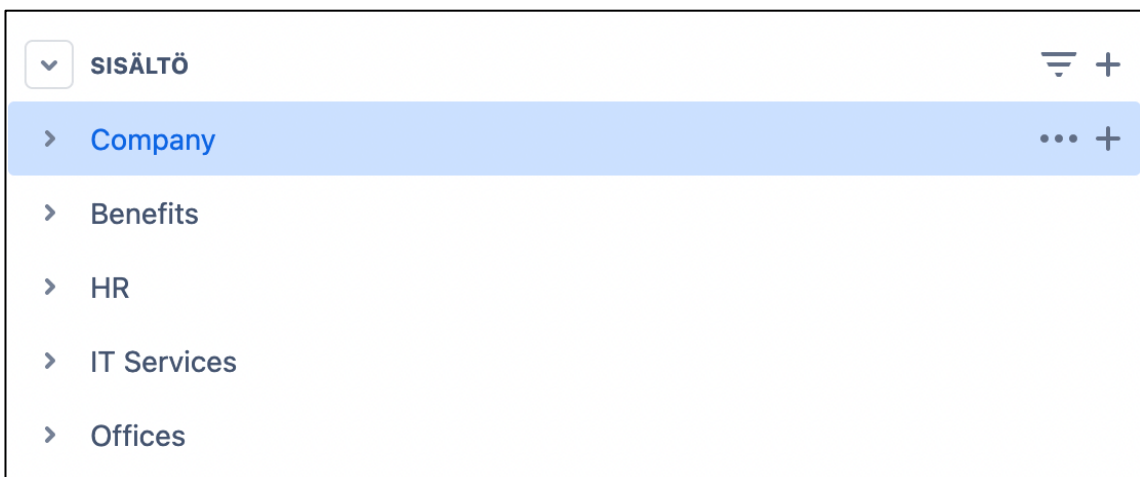 SISÄLTÖ
Company
Benefits
HR
IT Services
Offices